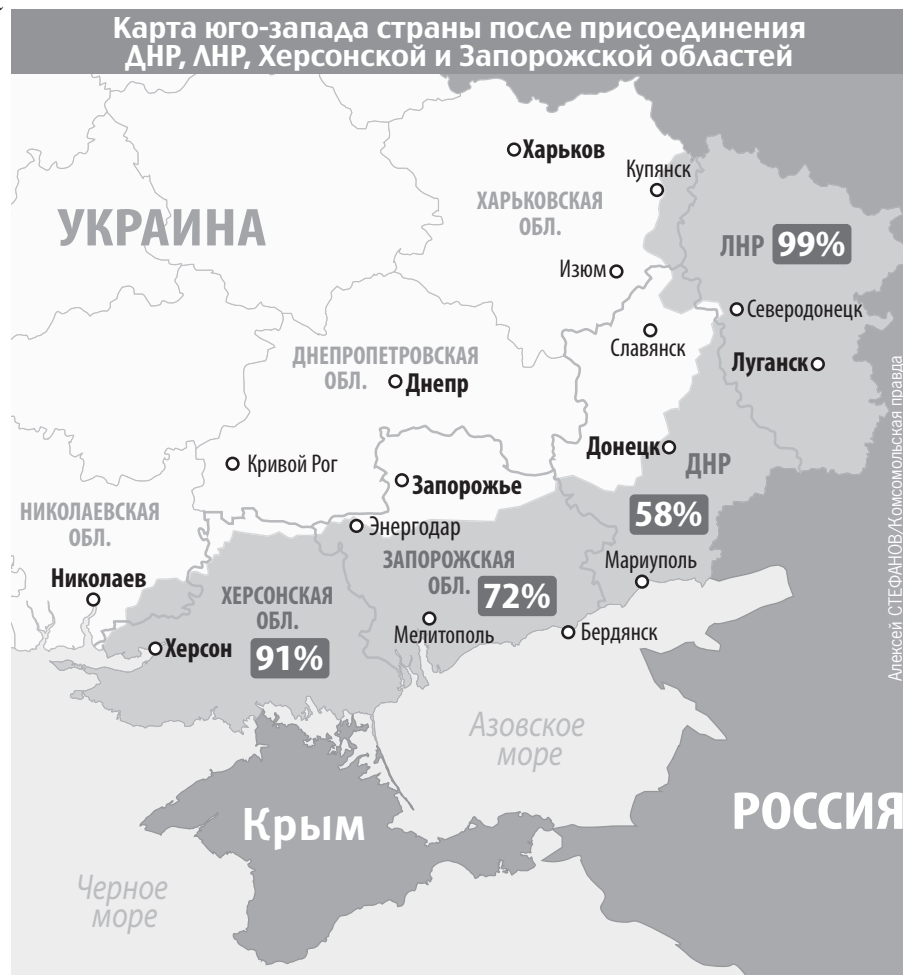 Карта юго-запада страны после присоединения
ДНР, ЛНР, Херсонской и Запорожской областей
Харьков
Купянск
ХАРЬКОВСКАЯ
ОБЛ.
УКРАИНА
ЛНР 99%
Изюм
Северодонецк
Славянск
ДНЕПРОПЕТРОВСКАЯ
ОБЛ.
Днепр
Луганск
Донецк
ДНР
58%
Кривой Рог
Запорожье
НИКОЛАЕВСКАЯ
ОБЛ.
Энергодар
ЗАПОРОЖСКАЯ
ОБЛ. 72%
Мариуполь
Николаев
ХЕРСОНСКАЯ
ОБЛ.
91%
Мелитополь
Бердянск
Херсон
Азовское
море
Крым
РОССИЯ
Черное
море
Алексей СТЕФАНОВ/Комсомольская правда